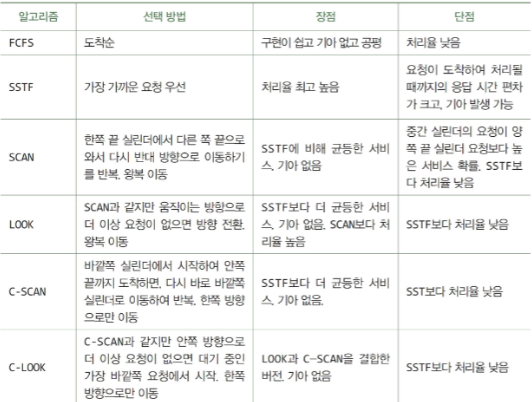 알고리즘 선택 방법 장점 단점
FCFS 도착순 구현이 쉽고 기아 없고 공평 처리율 낮음
SSTF 가장 가까운 요청 우선 처리율 최고 높음
요청이 도착하여 처리될
때까지의 응답 시간 편차
가 크고, 기아 발생 가능
SCAN
한쪽 끝 실린더에서 다른 쪽 끝으로
와서 다시 반대 방향으로 이동하기
를 반복. 왕복 이동
SSTF에 비해 균등한 서비
스. 기아 없음
중간 실린더의 요청이 양
쪽 끝 실린더 요청보다 높
은 서비스 확률. SSTF보
다 처리율 낮음
LOOK
SCAN과 같지만 움직이는 방향으로
더 이상 요청이 없으면 방향 전환.
왕복 이동
SSTF보다 더 균등한 서비
스. 기아 없음. SCAN보다 처
리율 높음
SSTF보다 처리율 낮음
C-SCAN
바깥쪽 실린더에서 시작하여 안쪽
끝까지 도착하면, 다시 바로 바깥쪽
실린더로 이동하여 반복. 한쪽 방향
으로만 이동
SSTF보다 더 균등한 서비
스. 기아 없음.
SST보다 처리율 낮음
C-LOOK
C-SCAN과 같지만 안쪽 방향으로
더 이상 요청이 없으면 대기 중인
가장 바깥쪽 요청에서 시작. 한쪽
방향으로만 이동
LOOK과 C-SCAN을 결합한
버전. 기아 없음
SSTF보다 처리율 낮음